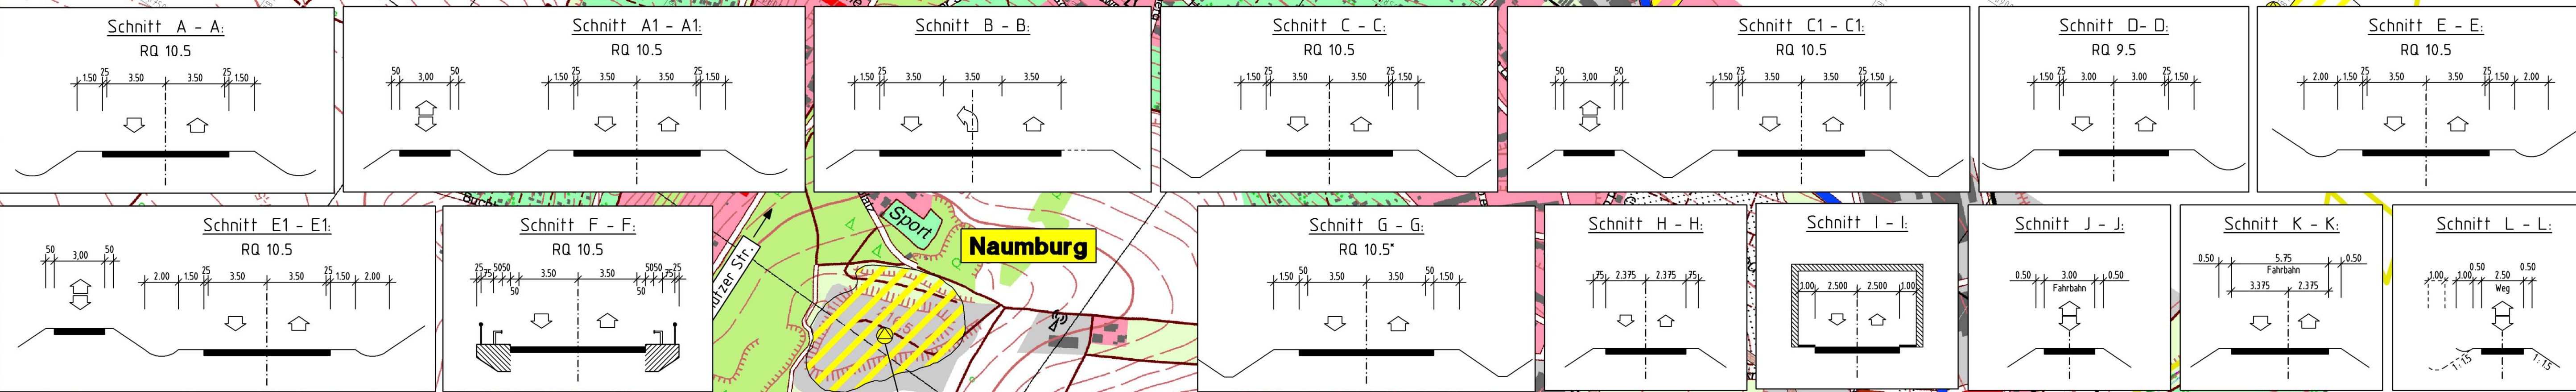 Schnitt A - A:
RQ 10.5
1.50 25 3.50 3.50 25 1.50
Schnitt A1 - A1:
RQ 10.5
50 3,00 50
1.50 25 3.50 3.50 25 1.50
Schnitt B - B:
1.50 25 3.50 3.50 3.50
Schnitt C - C:
RQ 10.5
1.50 25 3.50 3.50 25 1.50
Schnitt C1 - C1:
RQ 10.5
50 3,00 50
1.50 25 3.50 3.50 25 1.50
Schnitt D- D:
RQ 9.5
1.50 25 3.00 3.00 25 1.50
Schnitt E - E:
RQ 10.5
2.00 1.50 25 3.50 3.50 25 1.50 2.00
Schnitt E1 - E1:
RQ 10.5
50 3,00 50
2.00 1.50 25 3.50 3.50 25 1.50 2.00
Schnitt F - F:
RQ 10.5
25 75 50 50 3.50 3.50 50 50 75 25
50 50
Sport
Naumburg
Schnitt G - G:
RQ 10.5*
1.50 50 3.50 3.50 50 1.50
Schnitt H - H:
75 2.375 2.375 75
Schnitt I - I:
1.00 2.500 2.500 1.00
Schnitt J - J:
0.50 3.00 0.50
Fahrbahn
Schnitt K - K:
0.50 5.75 0.50
Fahrbahn
3.375 2.375
Schnitt L - L:
0.50 0.50
1.00 1.00 2.50
Weg
1:1.5 1:1.5